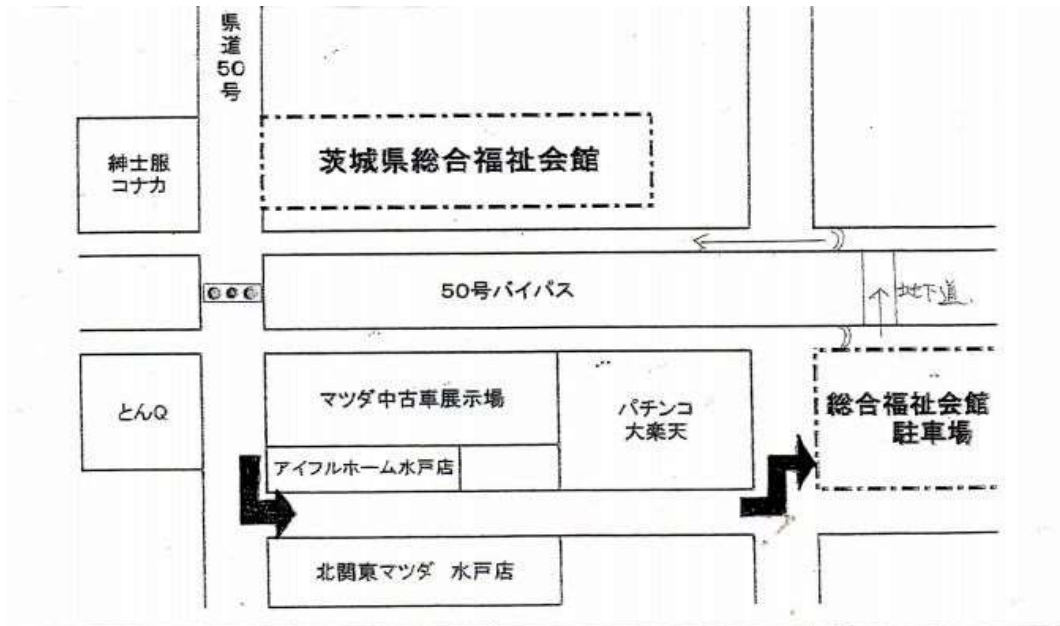 県道50号
紳士服
コナカ
茨城県総合福祉会館
50号バイパス
地下道
とんQ
マツダ中古車展示場
パチンコ
大楽天
総合福祉会館
駐車場
アイフルホーム水戸店
北関東マツダ 水戸店